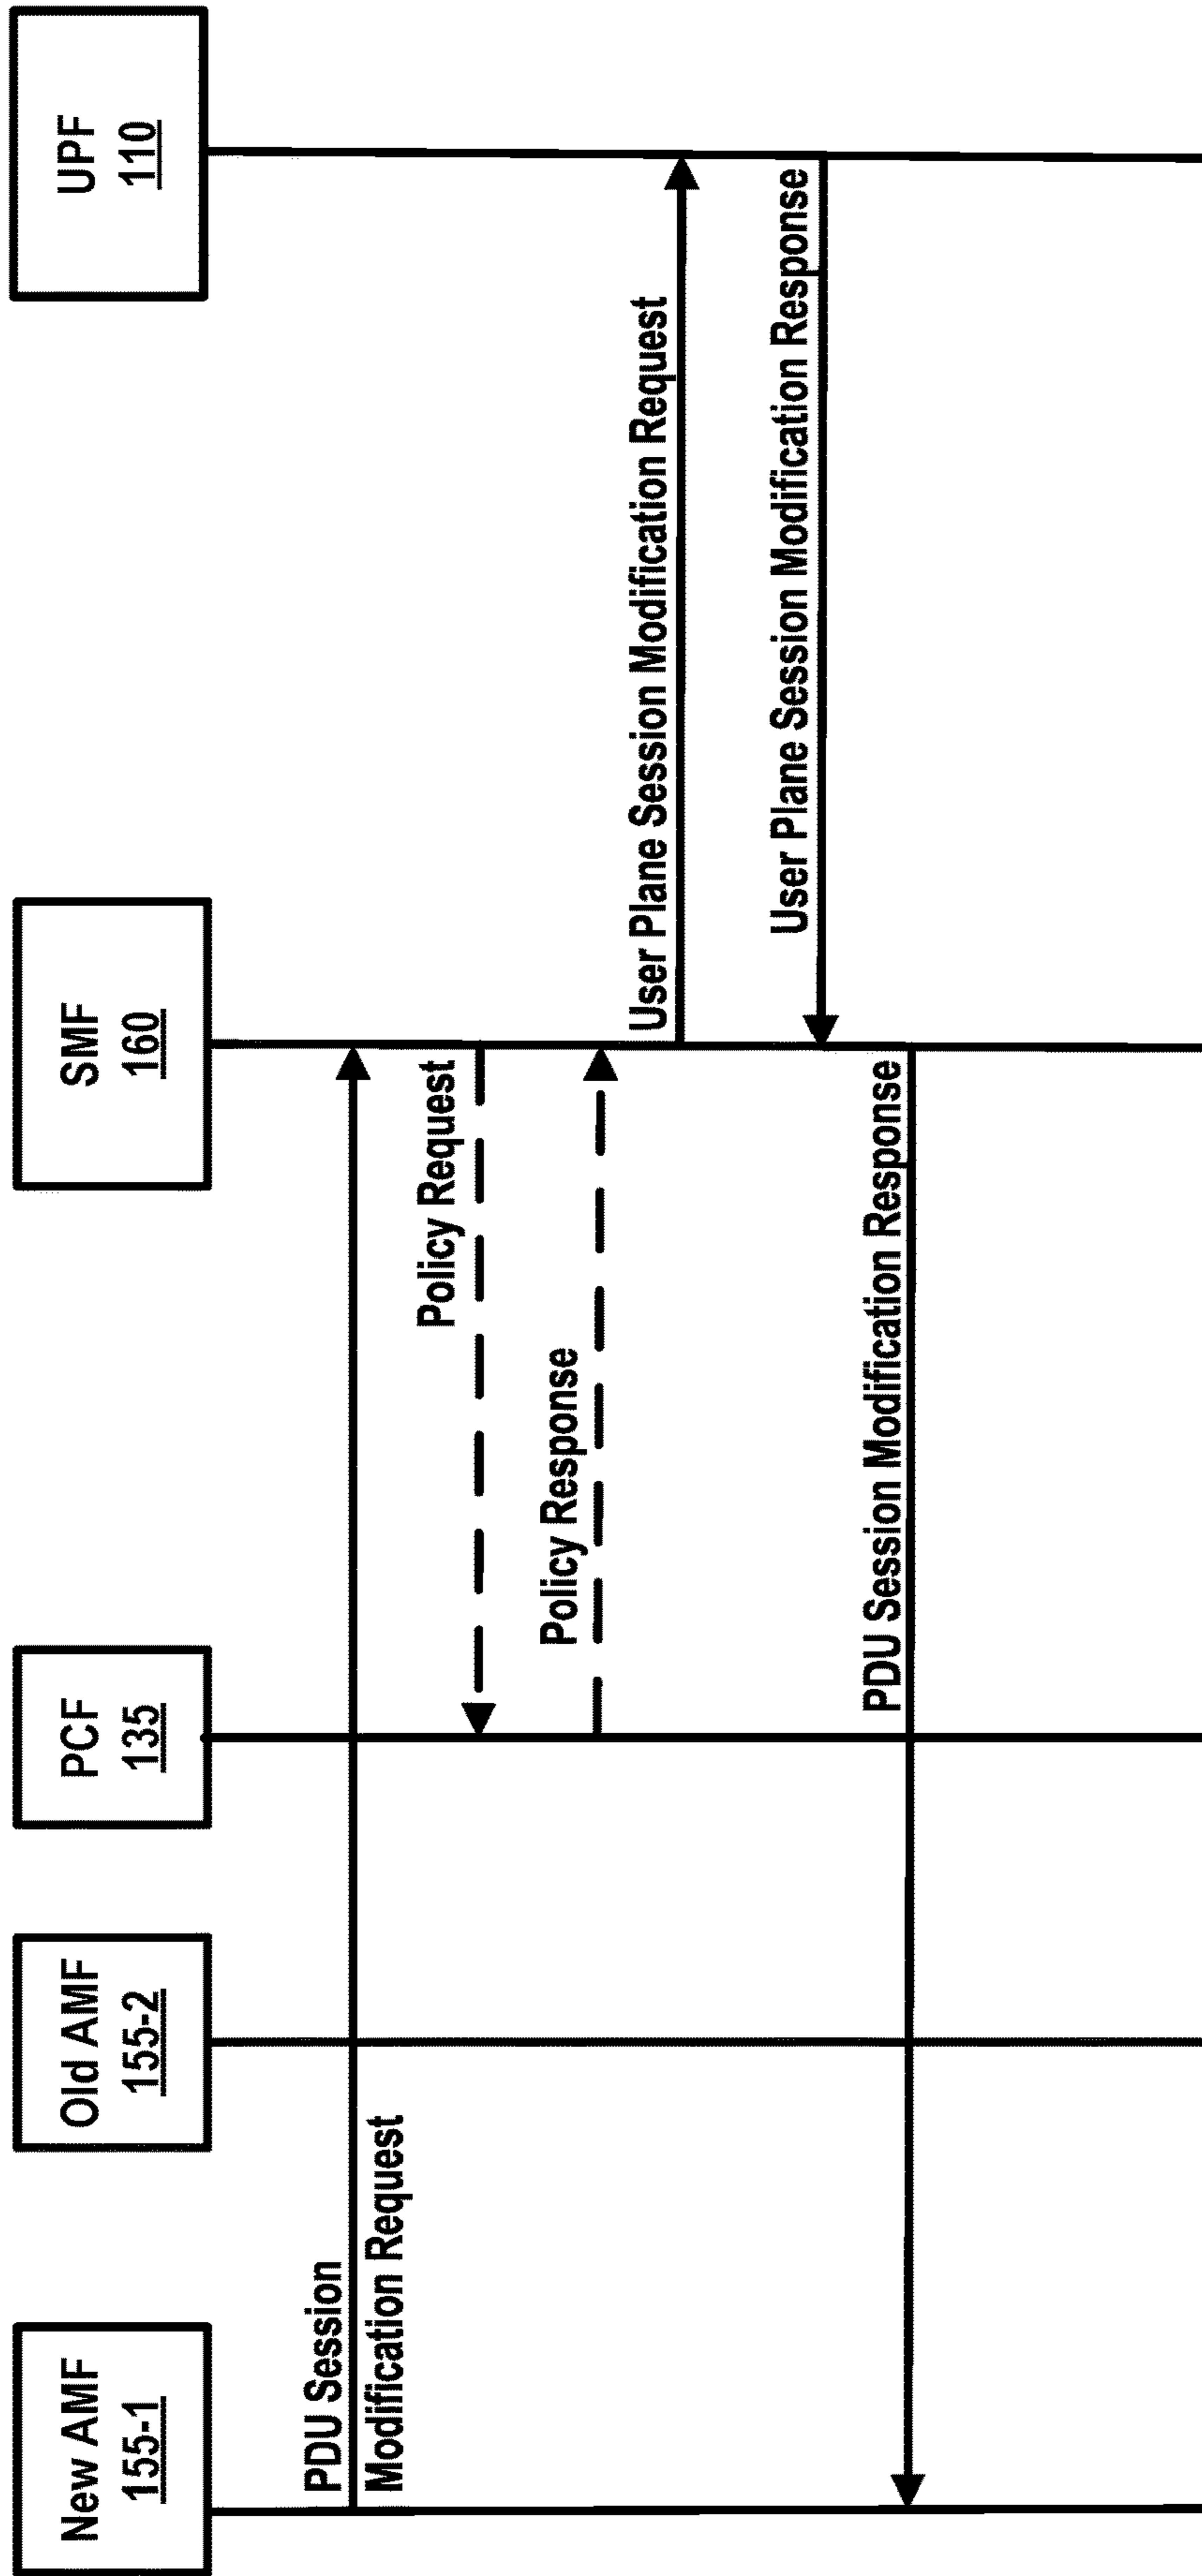 New AMF
155-1
Old AMF
155-2
PCF
135
SMF
160
UPF
110
PDU Session
Modification Request
Policy Request
Policy Response
User Plane Session Modification Request
User Plane Session Modification Response
PDU Session Modification Response